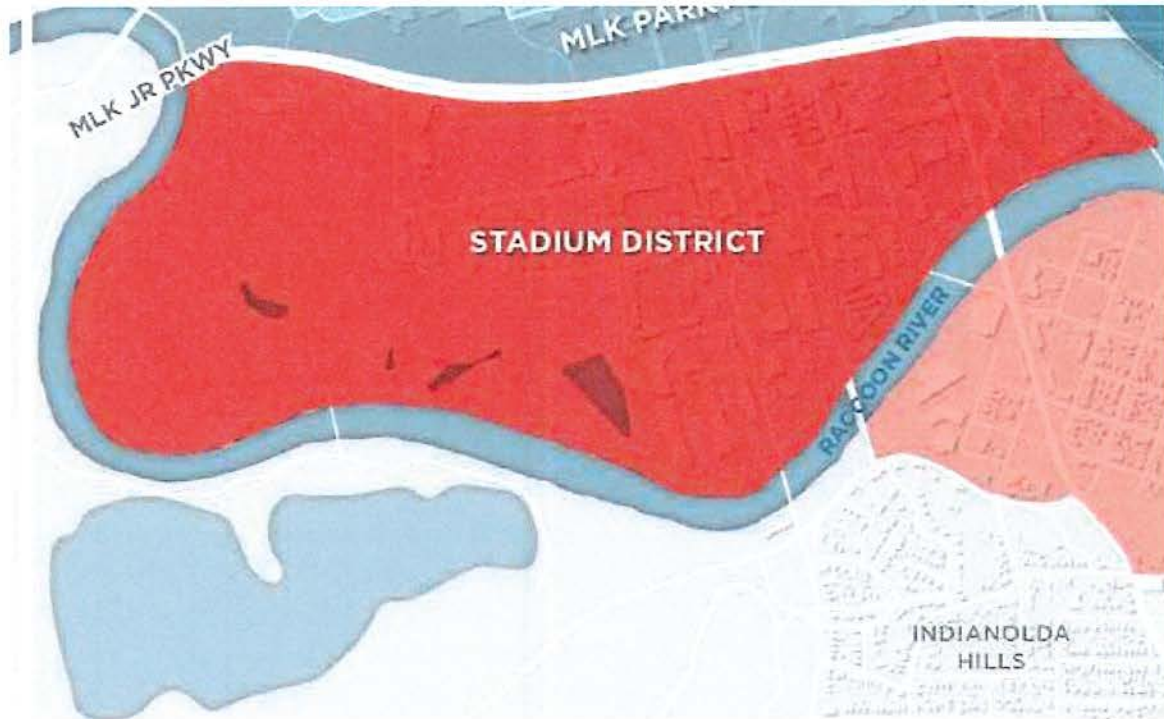 MLK PARK
MLK JR PKWY
STADIUM DISTRICT
RACCOON RIVER
INDIANOLDA
HILLS